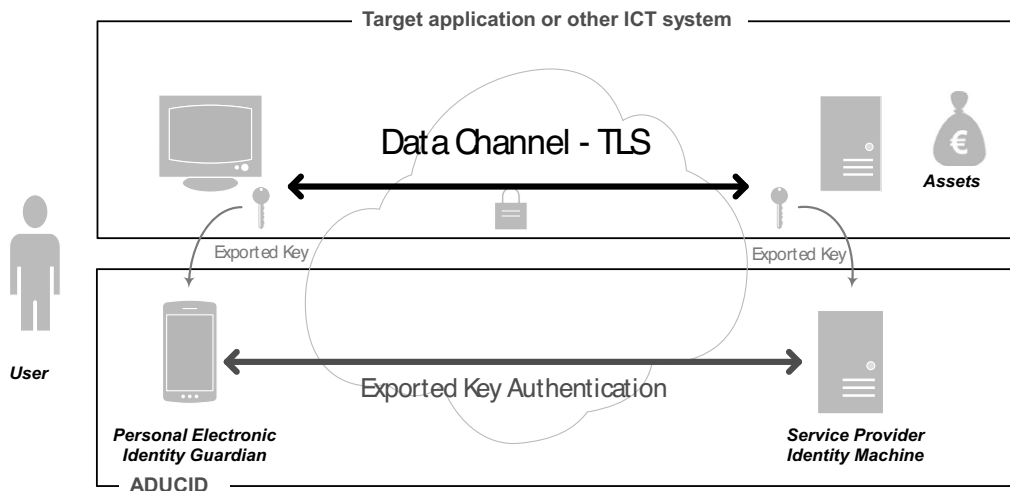 Target application or other ICT system
Data Channel - TLS
€
Assets
Exported Key
Exported Key
User
Exported Key Authentication
Personal Electronic
Identity Guardian
Service Provider
Identity Machine
ADUCID